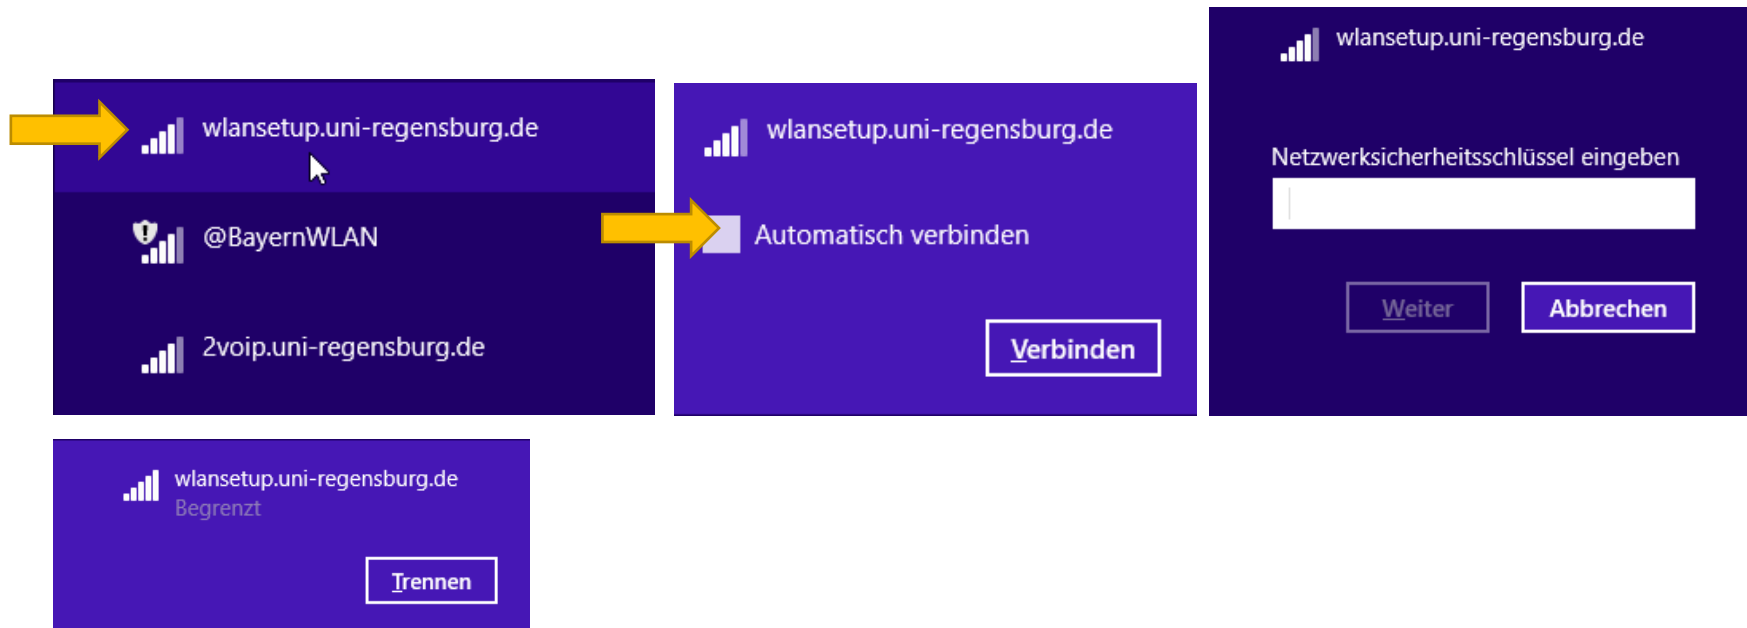 wlansetup.uni-regensburg.de
@BayernWLAN
2voip.uni-regensburg.de
wlansetup.uni-regensburg.de
Automatisch verbinden
Verbinden
wlansetup.uni-regensburg.de
Netzwerksicherheitsschlüssel eingeben
Weiter Abbrechen
wlansetup.uni-regensburg.de
Begrenzt
Trennen